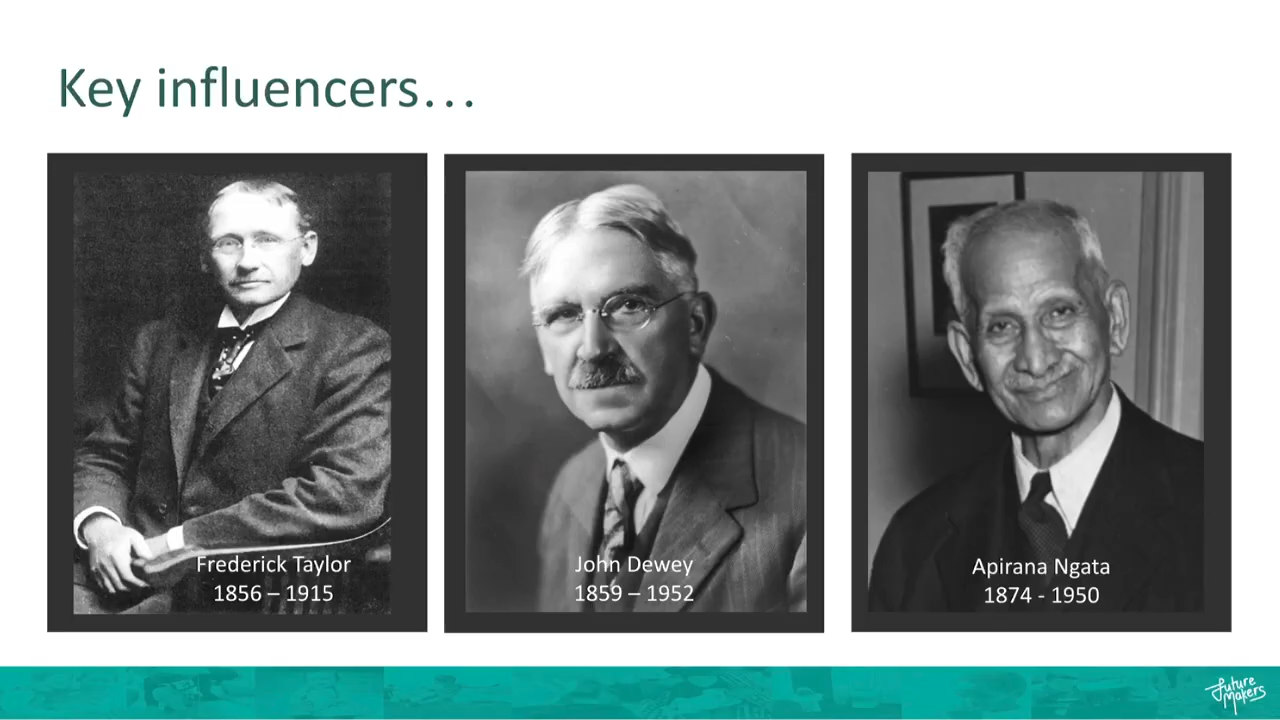 Key influencers…
Frederick Taylor
1856 – 1915
John Dewey
1859 – 1952
Apirana Ngata
1874 - 1950
Future
Makers